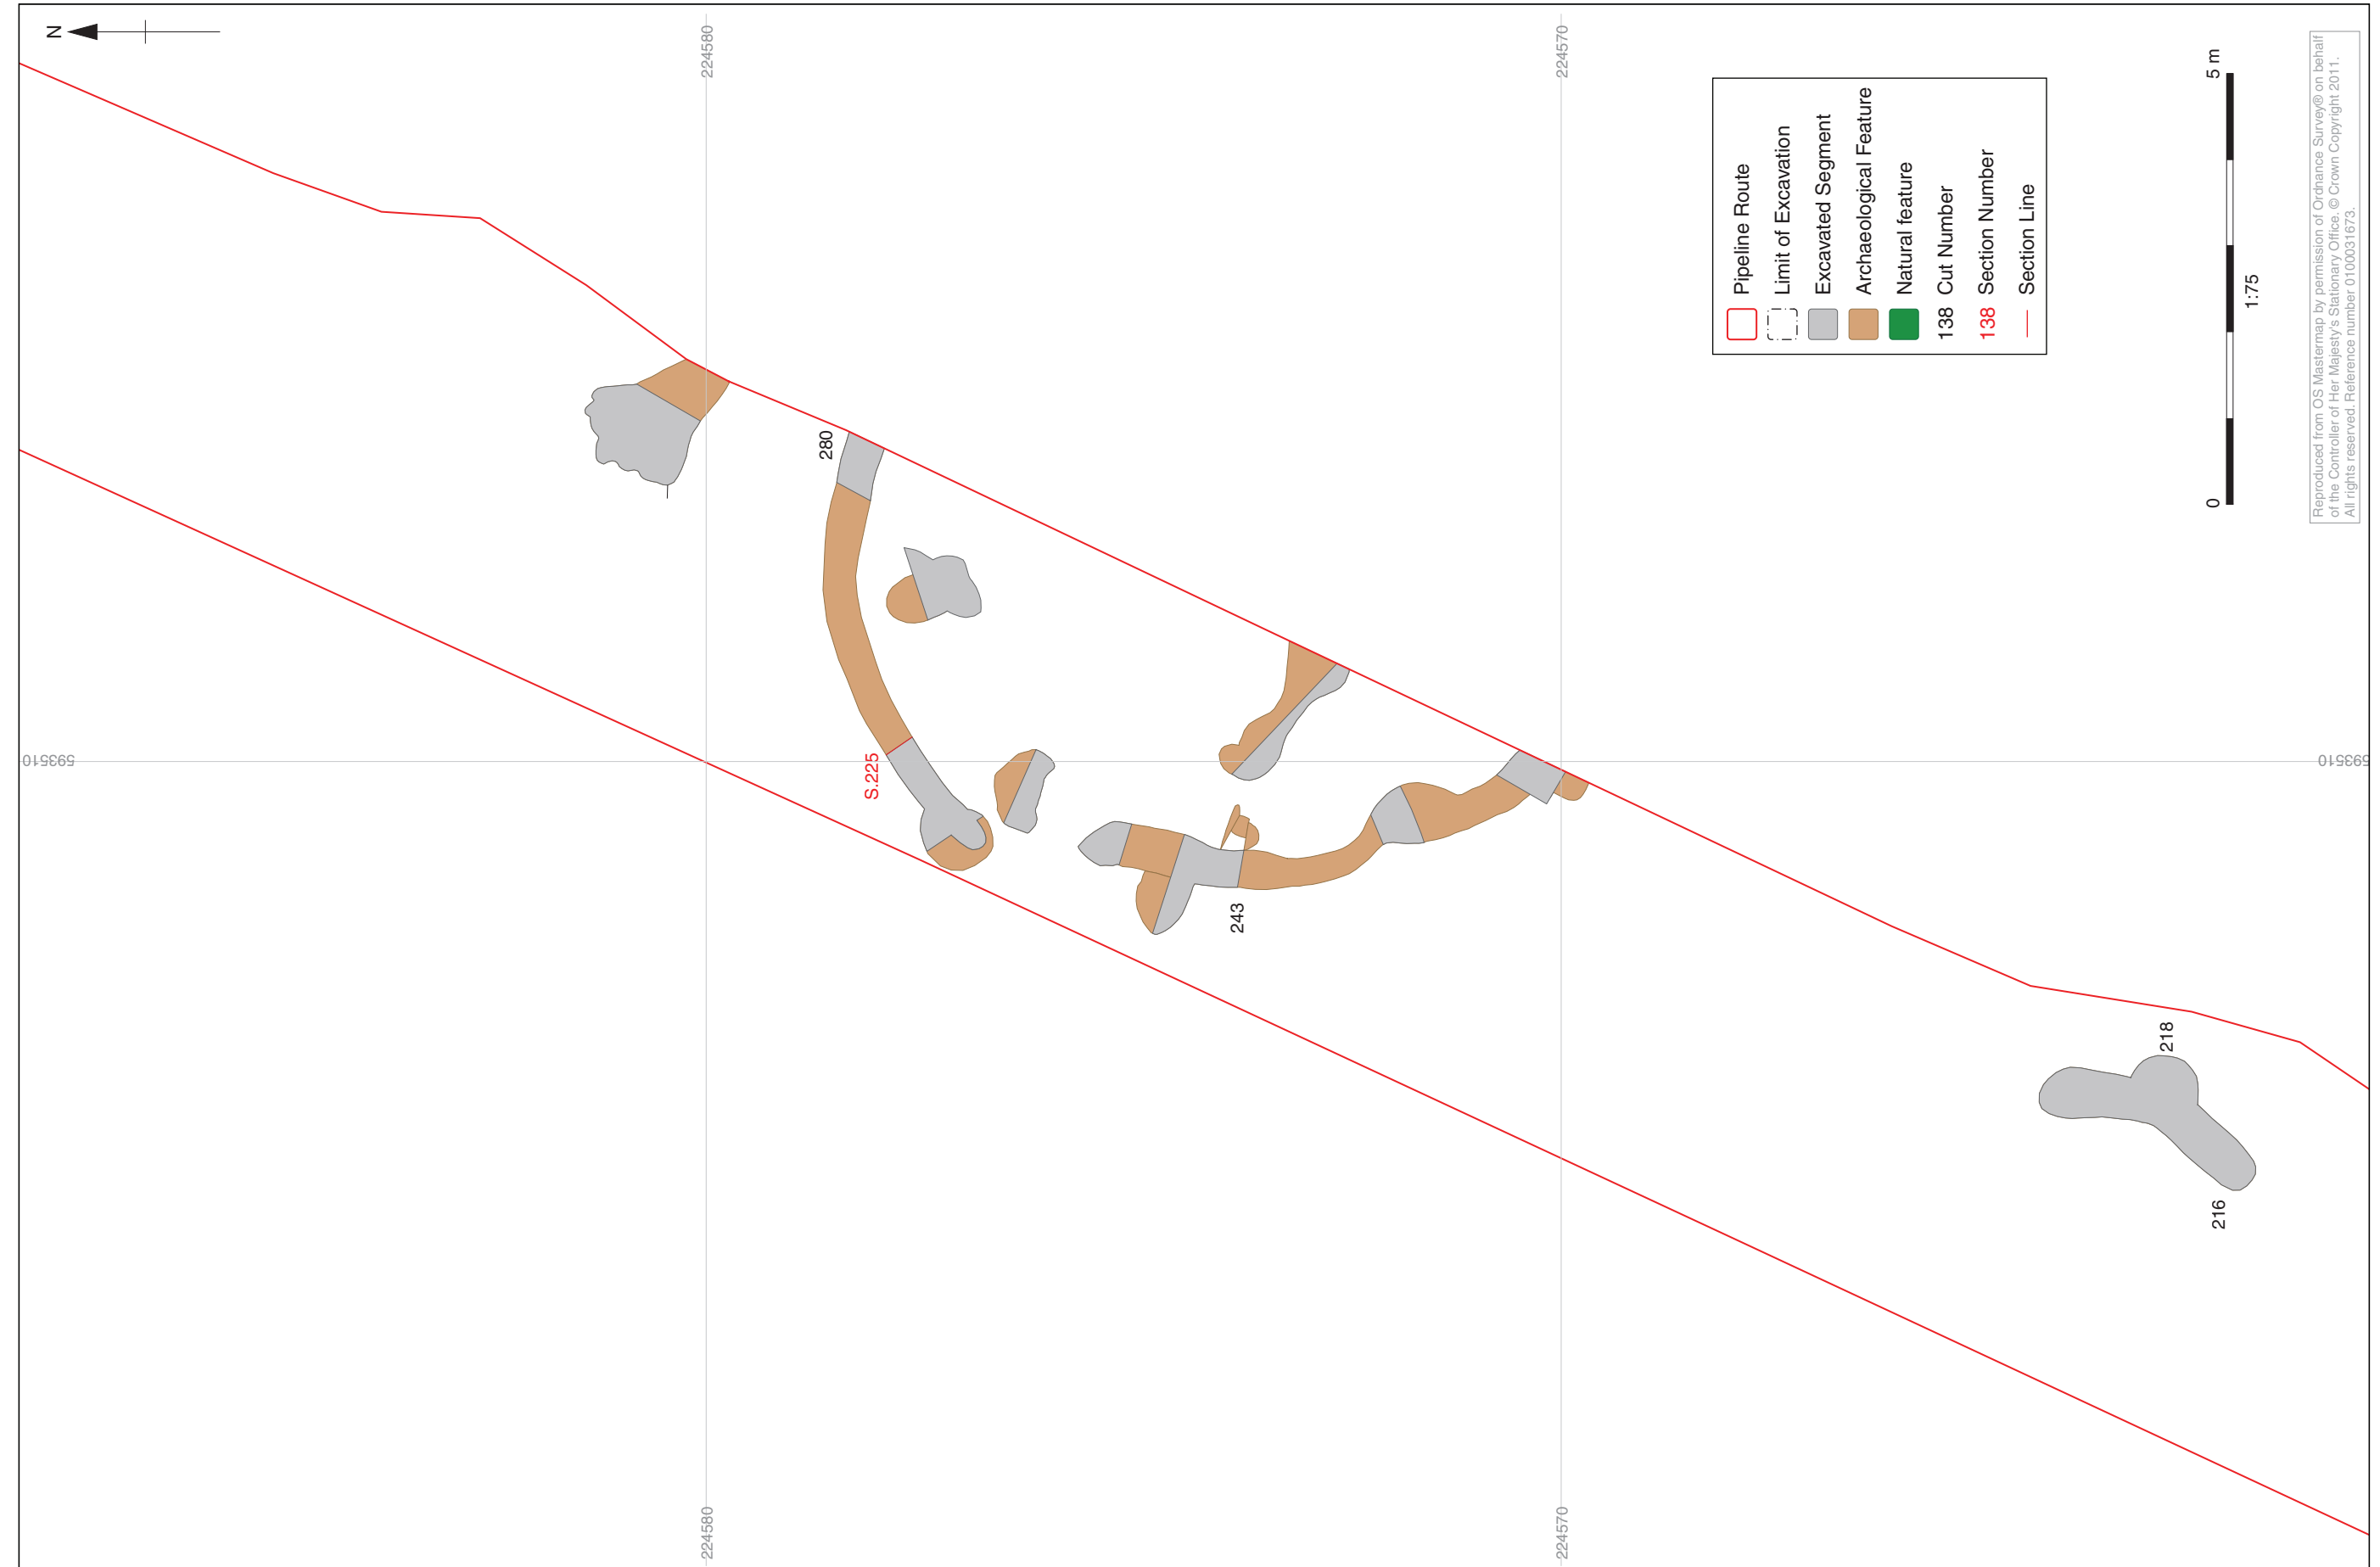 N
224580
224570
593510
593510
280
S.225
243
218
216
224580
224570
Pipeline Route
Limit of Excavation
Excavated Segment
Archaeological Feature
Natural feature
138 Cut Number
138 Section Number
Section Line
0 5 m
1:75
Reproduced from OS Mastermap by permission of Ordnance Survey® on behalf
of the Controller of Her Majesty's Stationary Office. © Crown Copyright 2011.
All rights reserved. Reference number 0100031673.